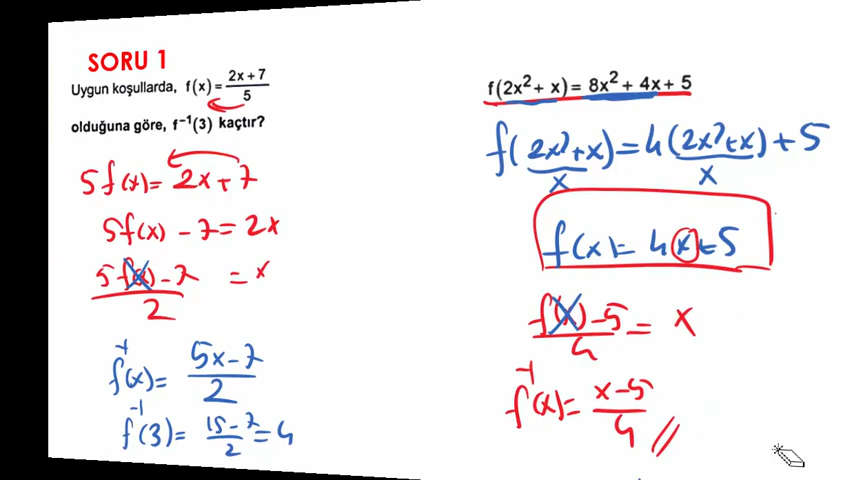 SORU 1
Uygun koşullarda, f(x) = (2x + 7)/5
olduğuna göre, f⁻¹(3) kaçtır?
5f(x) = 2x + 7
5f(x) - 7 = 2x
(5f(x) - 7)/2 = x
f⁻¹(x) = (5x - 7)/2
f⁻¹(3) = (15 - 7)/2 = 4
f(2x² + x) = 8x² + 4x + 5
f(2x² + x) = 4(2x² + x) + 5
x x
f(x) = 4x + 5
(f(x) - 5)/4 = x
f⁻¹(x) = (x - 5)/4 //